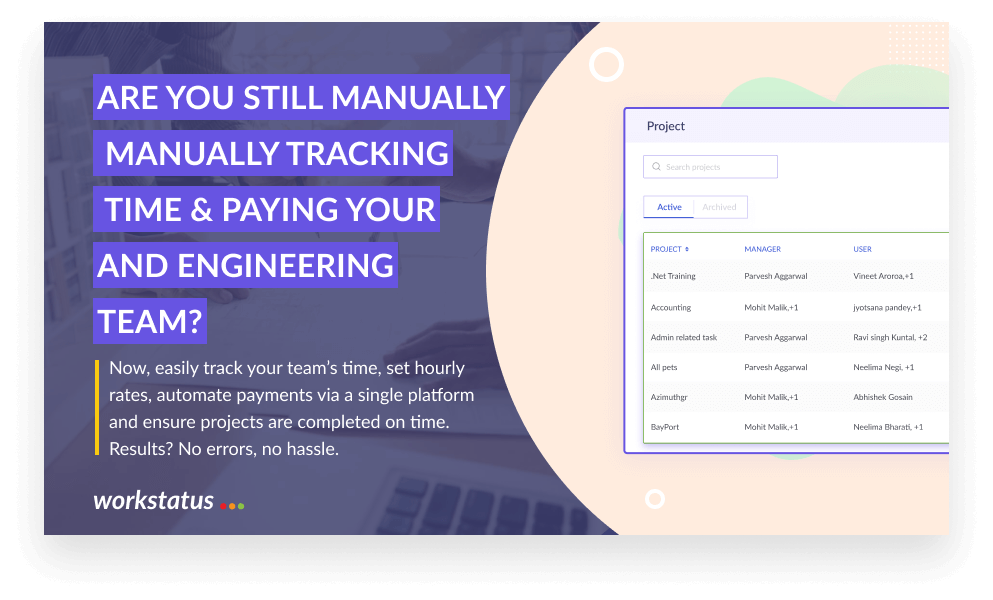 ARE YOU STILL MANUALLY
MANUALLY TRACKING
TIME & PAYING YOUR
AND ENGINEERING
TEAM?
Now, easily track your team's time, set hourly
rates, automate payments via a single platform
and ensure projects are completed on time.
Results? No errors, no hassle.
workstatus
Project
Search projects
Active Archived
PROJECT MANAGER USER
.Net Training Parvesh Aggarwal Vineet Aroroa,+1
Accounting Mohit Malik,+1 jyotsana pandey,+1
Admin related task Parvesh Aggarwal Ravi singh Kuntal, +2
All pets Parvesh Aggarwal Neelima Negi, +1
Azimuthgr Mohit Malik,+1 Abhishek Gosain
BayPort Mohit Malik,+1 Neelima Bharati, +1